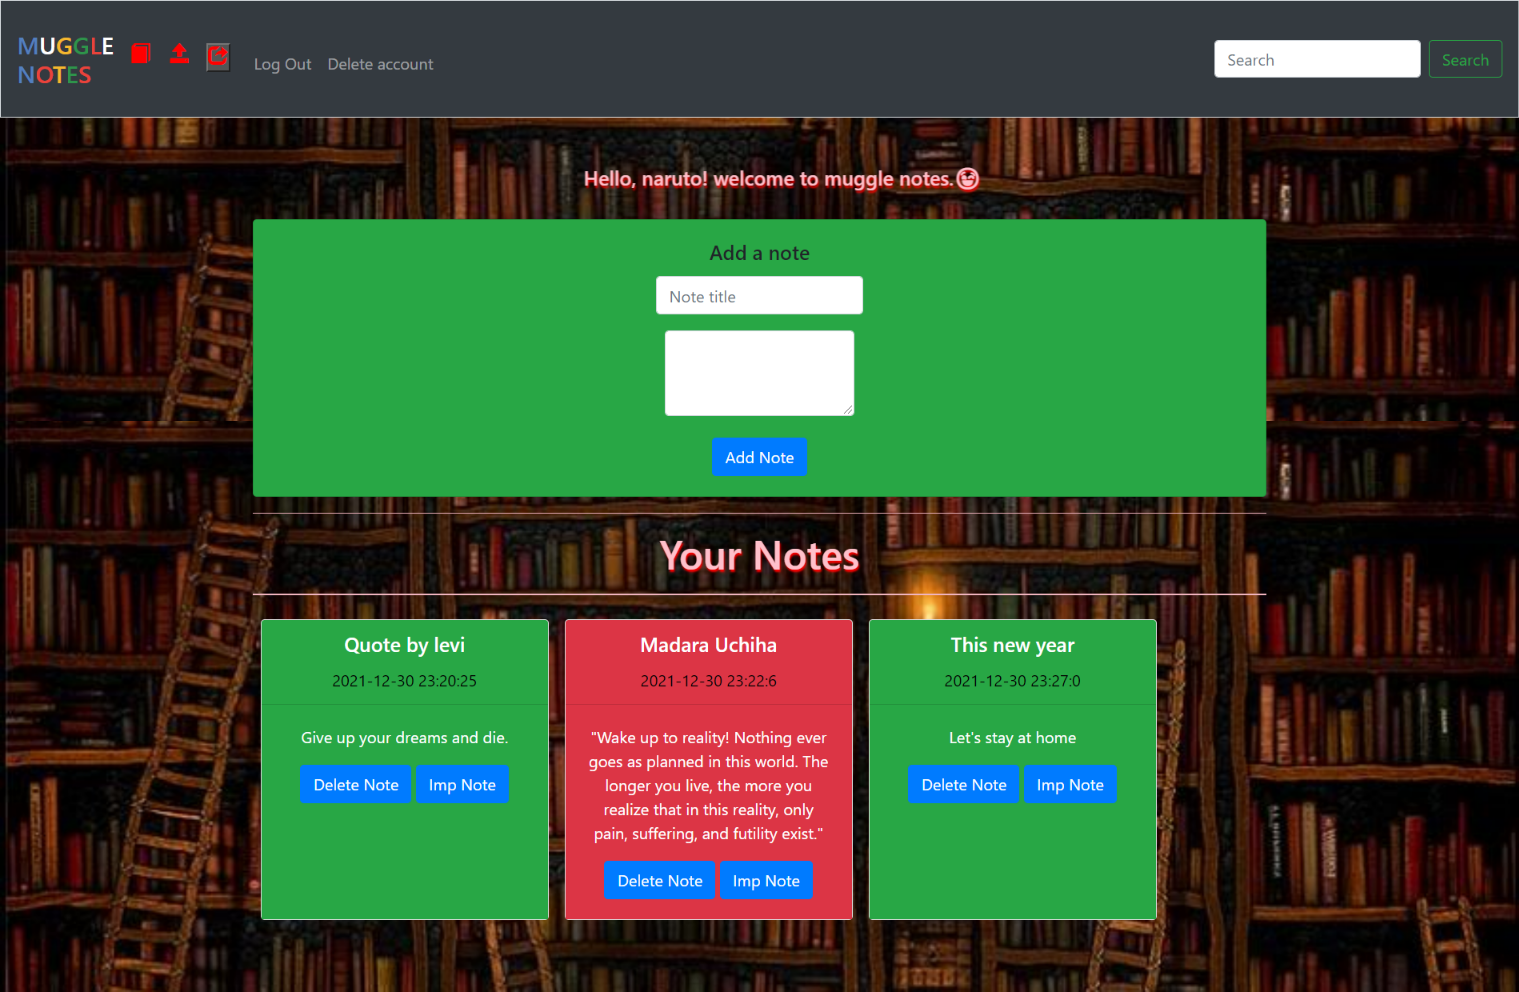 MUGGLE
NOTES
Log Out
Delete account
Search
Search
Hello, naruto! welcome to muggle notes.
Add a note
Note title
Add Note
Your Notes
Quote by levi
2021-12-30 23:20:25
Give up your dreams and die.
Delete Note
Imp Note
Madara Uchiha
2021-12-30 23:22:6
"Wake up to reality! Nothing ever
goes as planned in this world. The
longer you live, the more you
realize that in this reality, only
pain, suffering, and futility exist."
Delete Note
Imp Note
This new year
2021-12-30 23:27:0
Let's stay at home
Delete Note
Imp Note